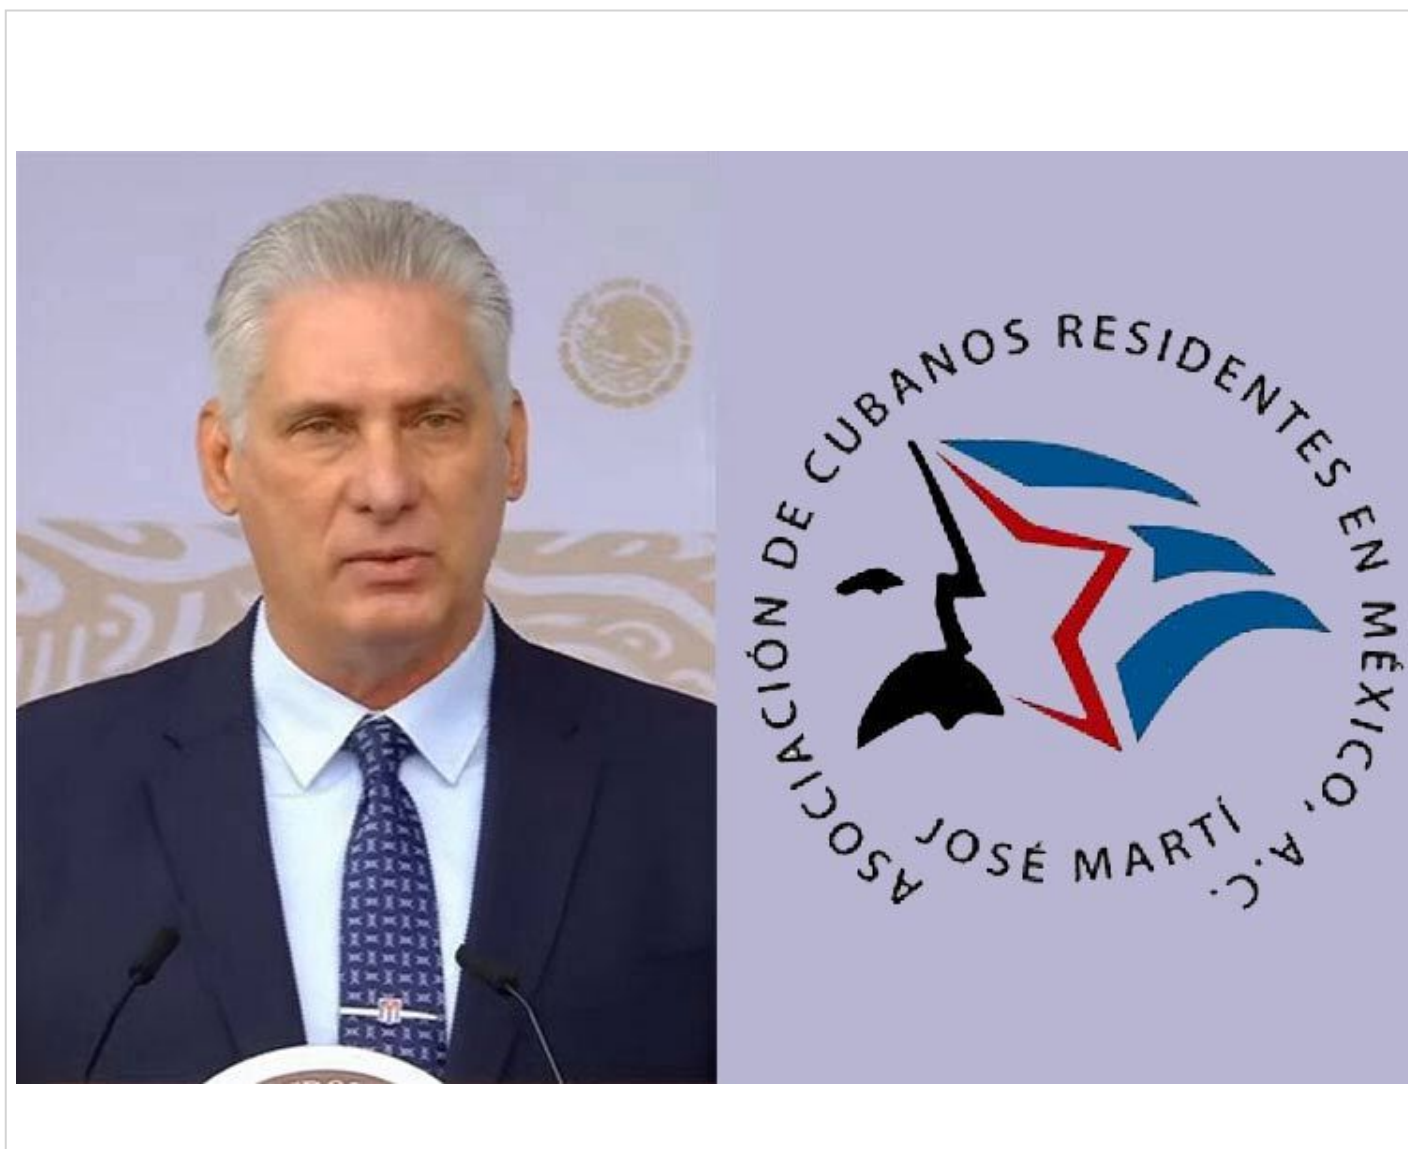 ASOCIACIÓN DE CUBANOS RESIDENTES EN MÉXICO, A.C.
JOSÉ MARTÍ